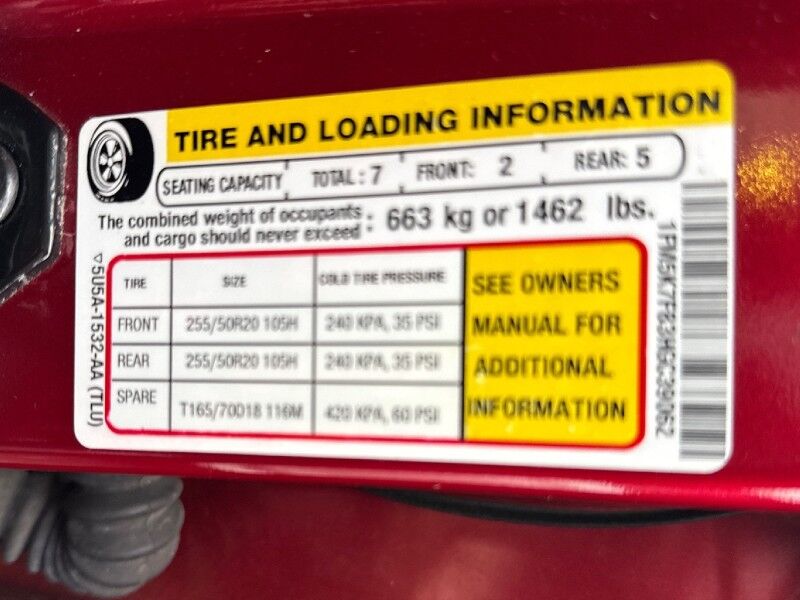 TIRE AND LOADING INFORMATION
SEATING CAPACITY TOTAL: 7 FRONT: 2 REAR: 5
The combined weight of occupants and cargo should never exceed : 663 kg or 1462 lbs.
TIRE SIZE COLD TIRE PRESSURE
FRONT 255/50R20 105H 240 KPA, 35 PSI
REAR 255/50R20 105H 240 KPA, 35 PSI
SPARE T165/70D18 116M 420 KPA, 60 PSI
SEE OWNERS
MANUAL FOR
ADDITIONAL
INFORMATION
▽5U5A-1532-AA (TLU)